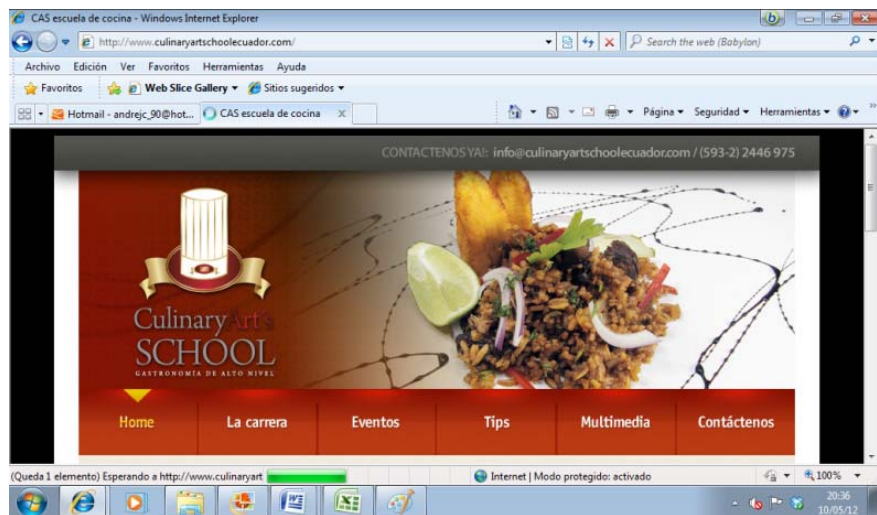 CAS escuela de cocina - Windows Internet Explorer
http://www.culinaryartschoolecuador.com/
Search the web (Babylon)
Archivo Edición Ver Favoritos Herramientas Ayuda
Favoritos Web Slice Gallery Sitios sugeridos
Hotmail - andrejc_90@hot... CAS escuela de cocina X Página Seguridad Herramientas
CONTACTENOS YA!: info@culinaryartschoolecuador.com / (593-2) 2446 975
CulinaryArt's
SCHOOL
GASTRONOMÍA DE ALTO NIVEL
Home La carrera Eventos Tips Multimedia Contáctenos
(Queda 1 elemento) Esperando a http://www.culinaryart Internet | Modo protegido: activado 100%
20:36
10/05/12